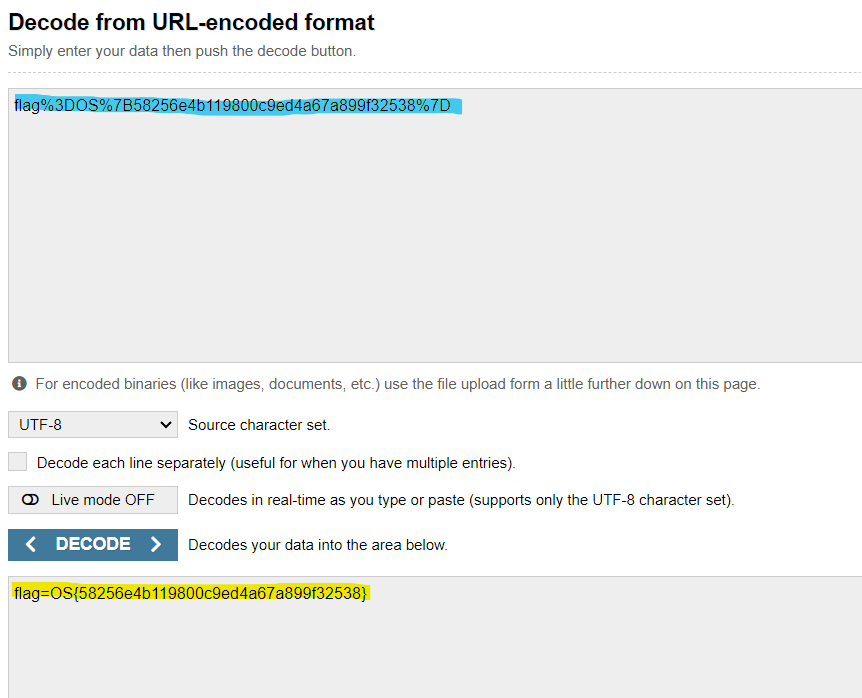 Decode from URL-encoded format
Simply enter your data then push the decode button.
flag%3DOS%7B58256e4b119800c9ed4a67a899f32538%7D
For encoded binaries (like images, documents, etc.) use the file upload form a little further down on this page.
UTF-8 Source character set.
Decode each line separately (useful for when you have multiple entries).
Live mode OFF Decodes in real-time as you type or paste (supports only the UTF-8 character set).
< DECODE > Decodes your data into the area below.
flag=OS{58256e4b119800c9ed4a67a899f32538}